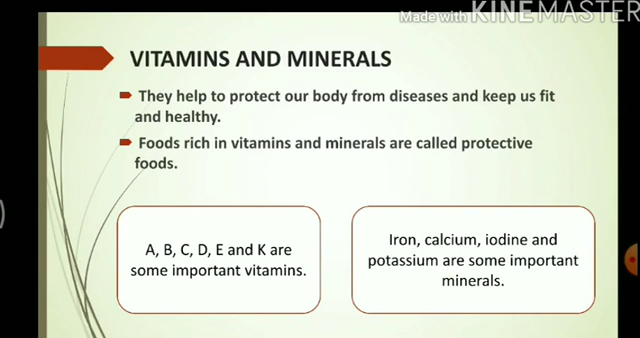 Made with KINEMASTER
VITAMINS AND MINERALS
They help to protect our body from diseases and keep us fit
and healthy.
Foods rich in vitamins and minerals are called protective
foods.
A, B, C, D, E and K are
some important vitamins.
Iron, calcium, iodine and
potassium are some important
minerals.